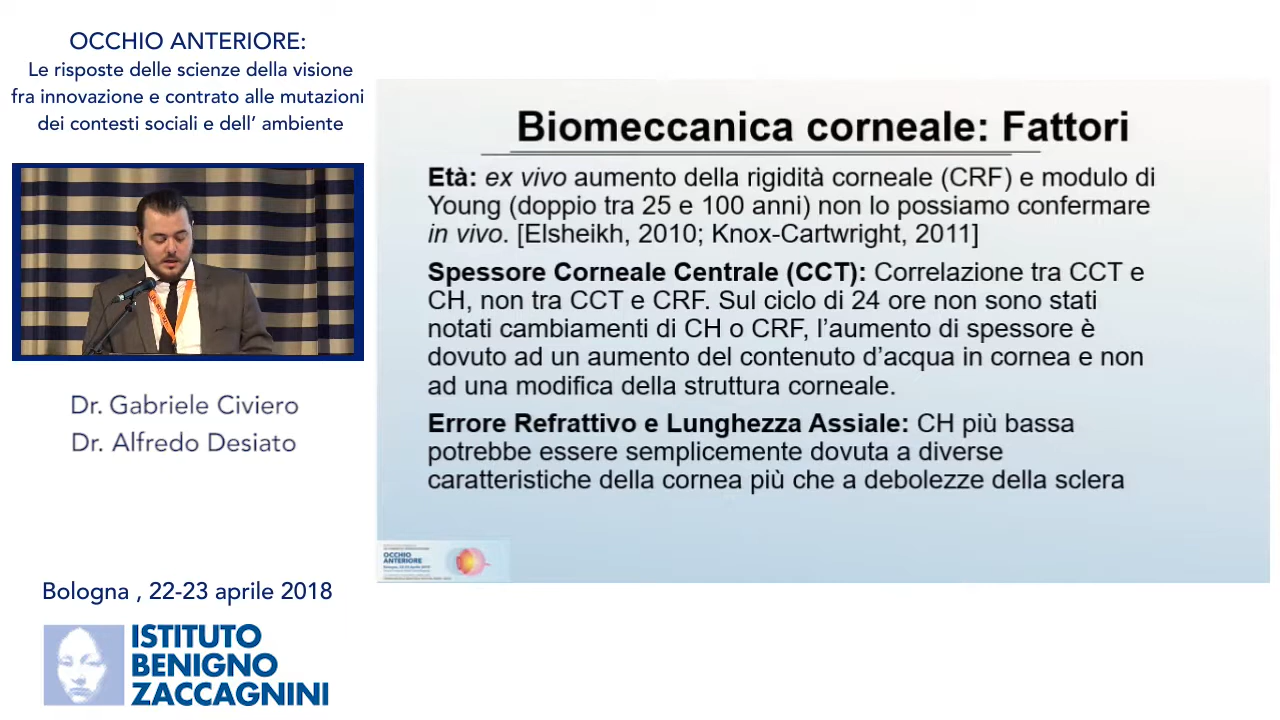 OCCHIO ANTERIORE:
Le risposte delle scienze della visione
fra innovazione e contrato alle mutazioni
dei contesti sociali e dell' ambiente
Dr. Gabriele Civiero
Dr. Alfredo Desiato
Bologna , 22-23 aprile 2018
ISTITUTO
BENIGNO
ZACCAGNINI
Biomeccanica corneale: Fattori
Età: ex vivo aumento della rigidità corneale (CRF) e modulo di
Young (doppio tra 25 e 100 anni) non lo possiamo confermare
in vivo. [Elsheikh, 2010; Knox-Cartwright, 2011]
Spessore Corneale Centrale (CCT): Correlazione tra CCT e
CH, non tra CCT e CRF. Sul ciclo di 24 ore non sono stati
notati cambiamenti di CH o CRF, l'aumento di spessore è
dovuto ad un aumento del contenuto d'acqua in cornea e non
ad una modifica della struttura corneale.
Errore Refrattivo e Lunghezza Assiale: CH più bassa
potrebbe essere semplicemente dovuta a diverse
caratteristiche della cornea più che a debolezze della sclera
OCCHIO
ANTERIORE